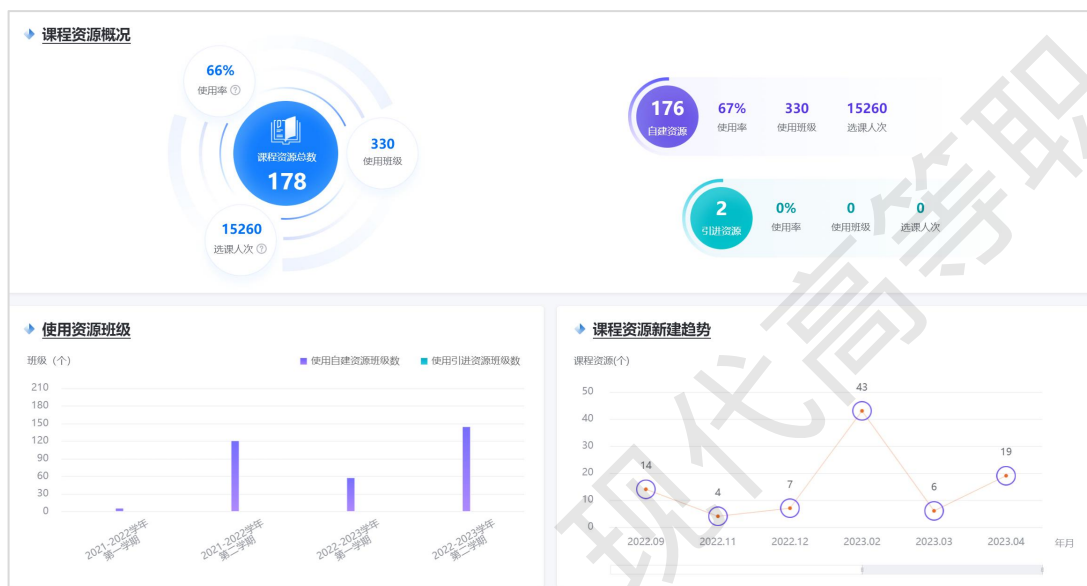 课程资源概况
66%
使用率
课程资源总数
178
330
使用班级
15260
选课人次
176
自建资源
67%
使用率
330
使用班级
15260
选课人次
2
引进资源
0%
使用率
0
使用班级
0
选课人次
使用资源班级
班级（个）
使用自建资源班级数
使用引进资源班级数
210
180
150
120
90
60
30
0
2021-2022学年
第一学期
2021-2022学年
第二学期
2022-2023学年
第一学期
2022-2023学年
第二学期
课程资源新建趋势
课程资源(个)
50
40
30
20
10
0
14
4
7
43
6
19
2022.09
2022.11
2022.12
2023.02
2023.03
2023.04
年月
现代高等职